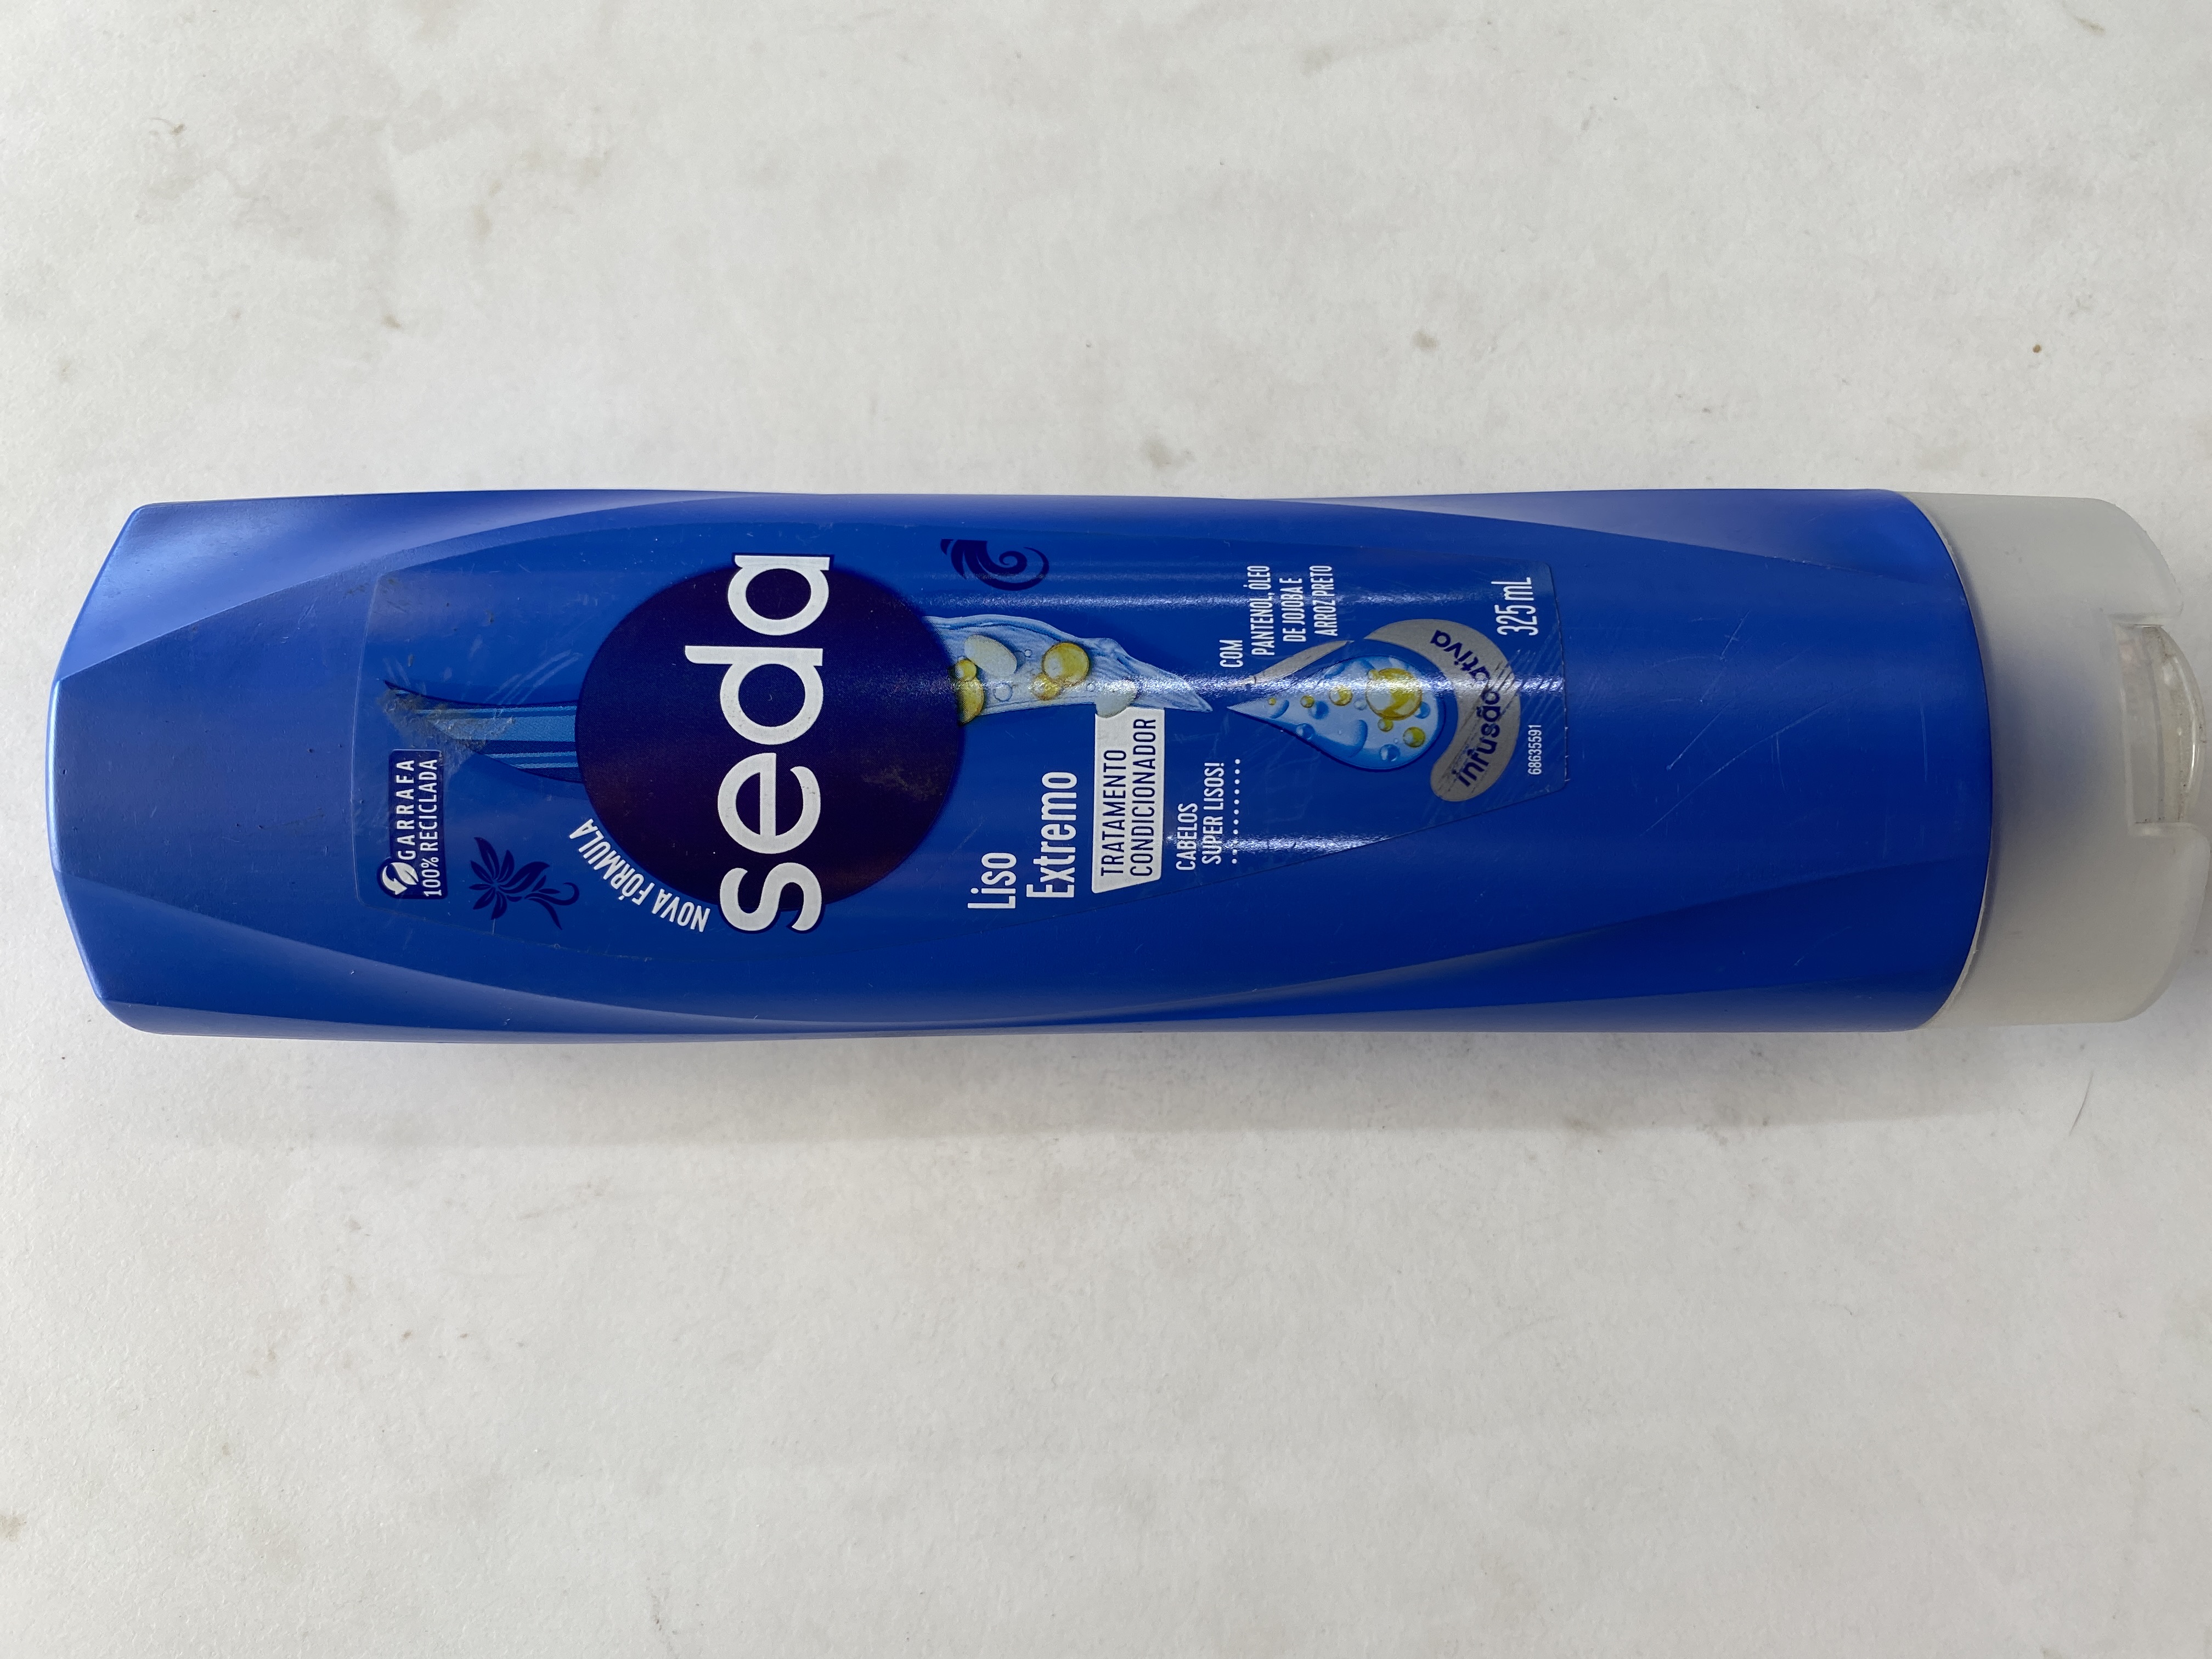 GARRAFA
100% RECICLADA
NOVA FÓRMULA
seda
Liso
Extremo
TRATAMENTO
CONDICIONADOR
CABELOS
SUPER LISOS!
COM
PANTENOL, ÓLEO
DE JOJOBA E
ARROZ PRETO
infusão ativa
325 mL
68635591